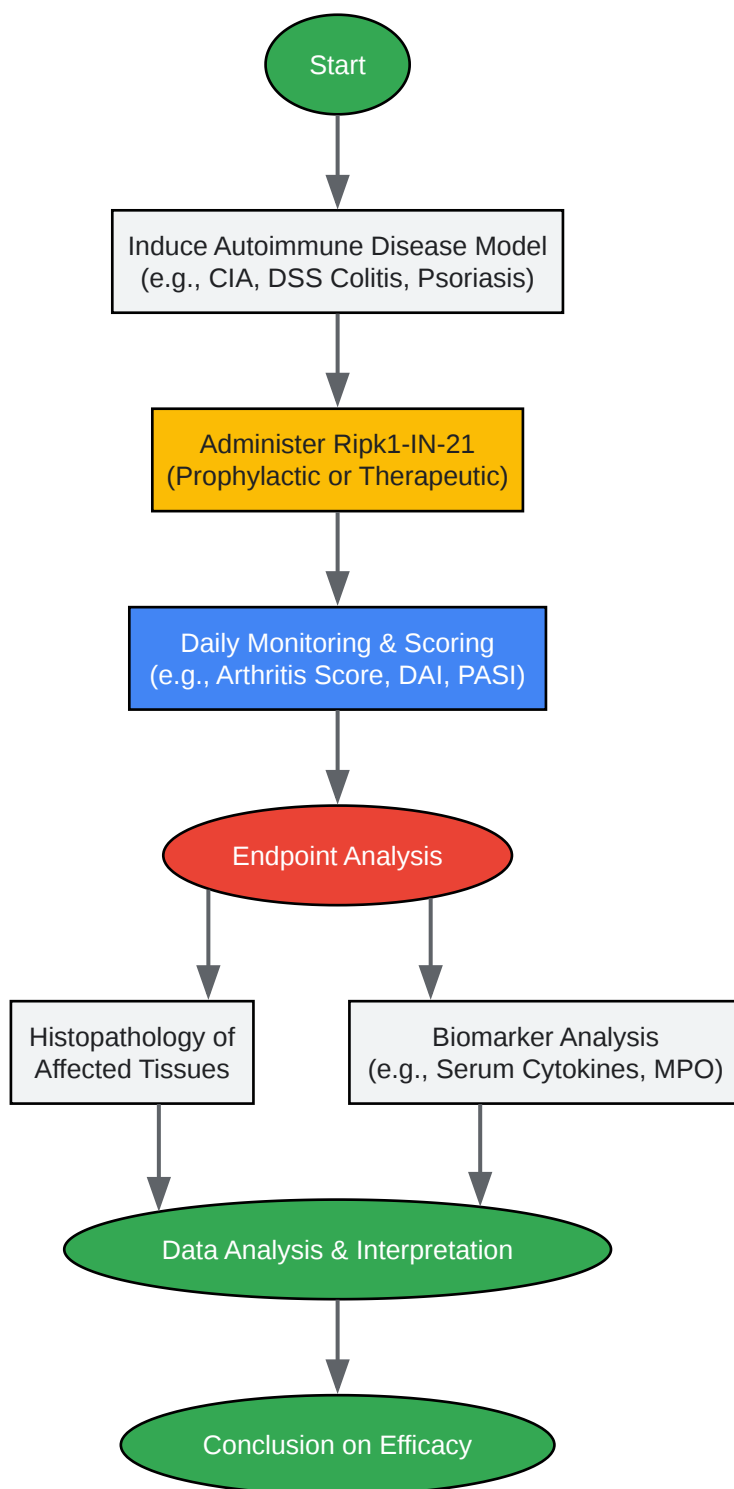 Start
Induce Autoimmune Disease Model
(e.g., CIA, DSS Colitis, Psoriasis)
Administer Ripk1-IN-21
(Prophylactic or Therapeutic)
Daily Monitoring & Scoring
(e.g., Arthritis Score, DAI, PASI)
Endpoint Analysis
Histopathology of
Affected Tissues
Biomarker Analysis
(e.g., Serum Cytokines, MPO)
Data Analysis & Interpretation
Conclusion on Efficacy